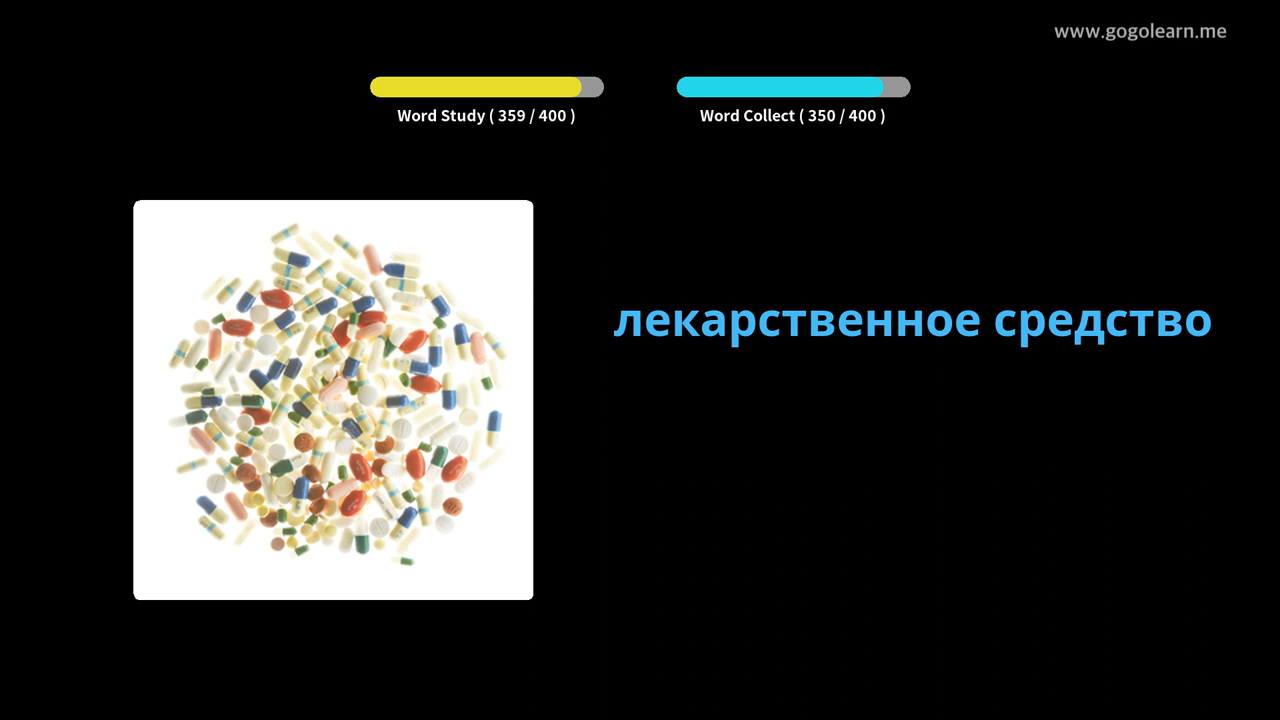 www.gogolearn.me
Word Study ( 359 / 400 )
Word Collect ( 350 / 400 )
лекарственное средство